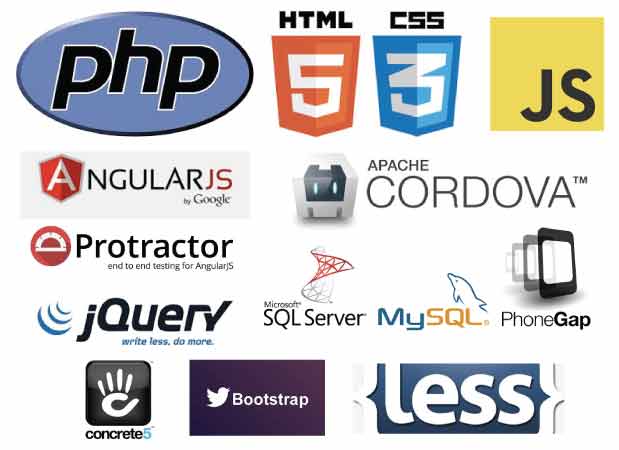 php
HTML
5
CSS
3
JS
ANGULARJS
by Google
APACHE
CORDOVA™
Protractor
end to end testing for AngularJS
jQuery
write less, do more.
Microsoft®
SQL Server®
MySQL®
PhoneGap
concrete5™
Bootstrap
{less}